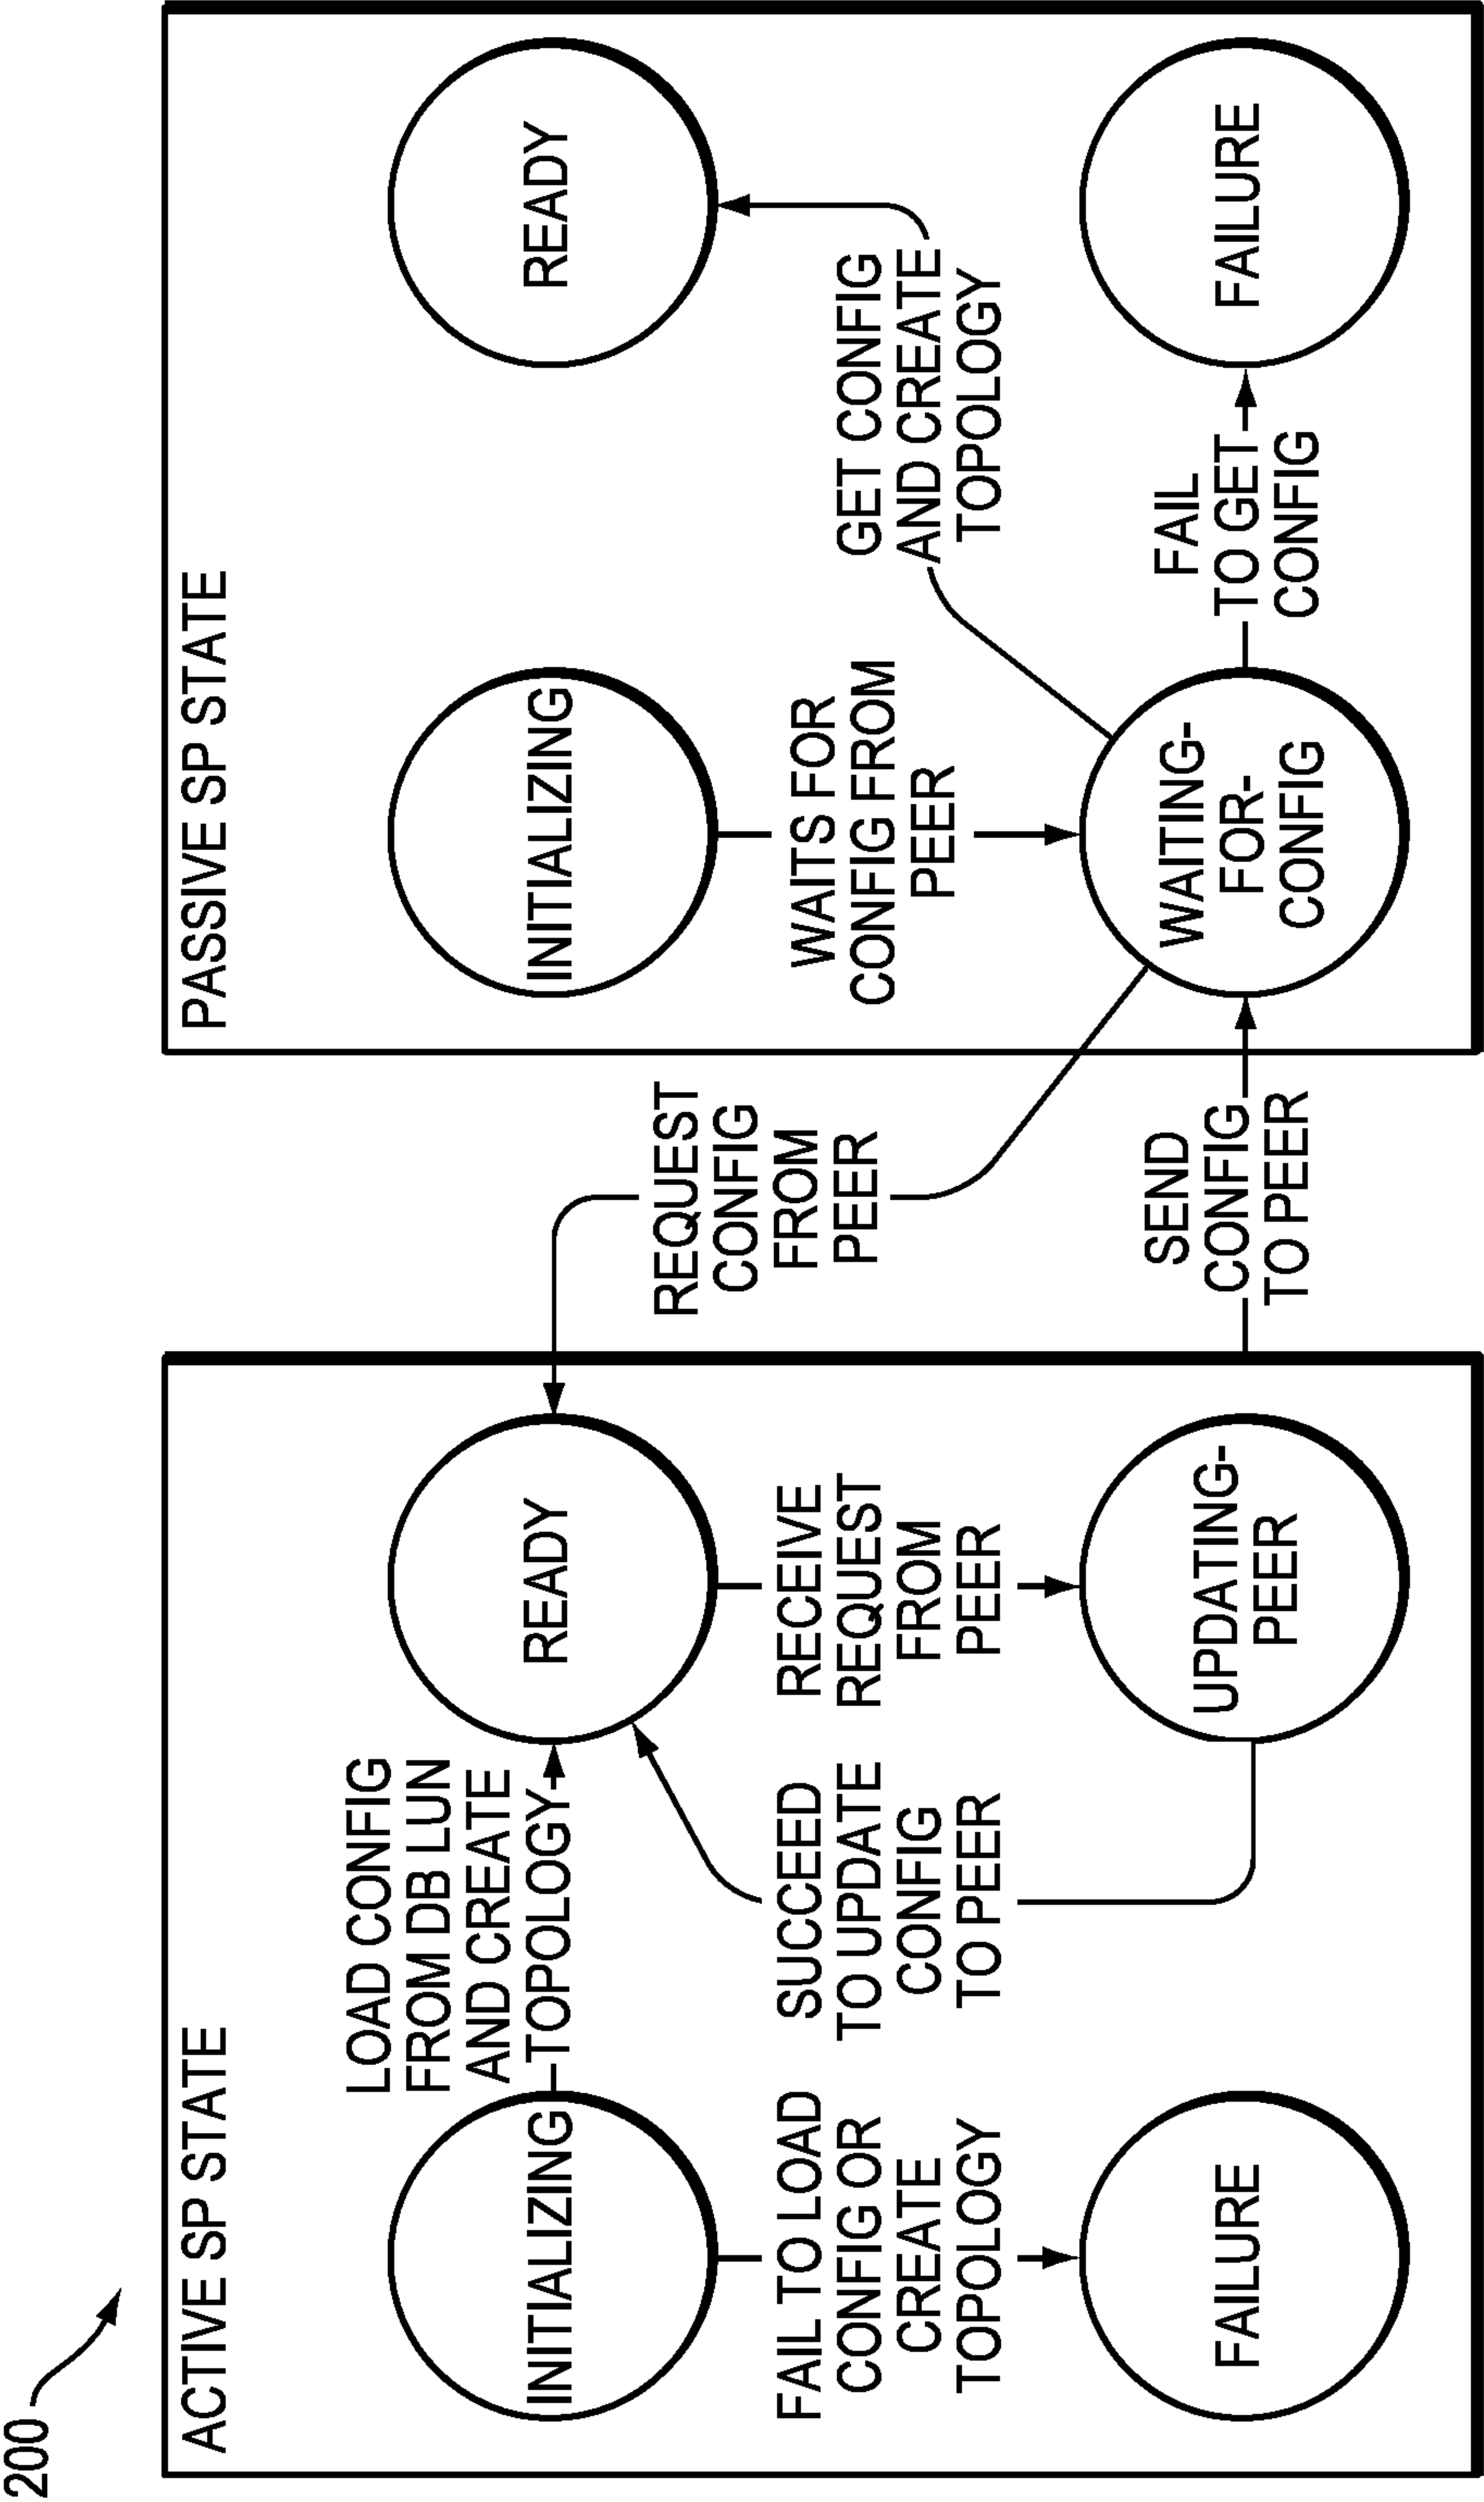 200
ACTIVE SP STATE
INITIALIZING
LOAD CONFIG
FROM DB LUN
AND CREATE
TOPOLOGY
READY
FAIL TO LOAD
CONFIG OR
CREATE
TOPOLOGY
SUCCEED
TO UPDATE
CONFIG
TO PEER
RECEIVE
REQUEST
FROM
PEER
FAILURE
UPDATING-
PEER
REQUEST
CONFIG
FROM
PEER
SEND
CONFIG
TO PEER
PASSIVE SP STATE
INITIALIZING
READY
WAITS FOR
CONFIG FROM
PEER
GET CONFIG
AND CREATE
TOPOLOGY
WAITING-
FOR-
CONFIG
FAIL
TO GET
CONFIG
FAILURE